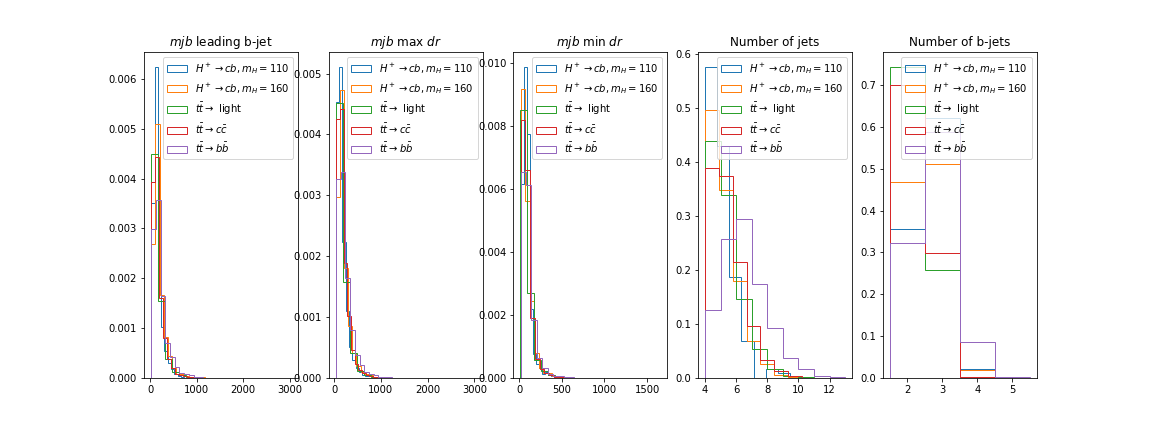 mjb leading b-jet
H⁺ → cb, m_H = 110
H⁺ → cb, m_H = 160
tt̄ → light
tt̄ → cc̄
tt̄ → bb̄
0.006
0.005
0.004
0.003
0.002
0.001
0.000
0 1000 2000 3000
mjb max dr
H⁺ → cb, m_H = 110
H⁺ → cb, m_H = 160
tt̄ → light
tt̄ → cc̄
tt̄ → bb̄
0.005
0.004
0.003
0.002
0.001
0.000
0 1000 2000 3000
mjb min dr
H⁺ → cb, m_H = 110
H⁺ → cb, m_H = 160
tt̄ → light
tt̄ → cc̄
tt̄ → bb̄
0.010
0.008
0.006
0.004
0.002
0.000
0 500 1000 1500
Number of jets
H⁺ → cb, m_H = 110
H⁺ → cb, m_H = 160
tt̄ → light
tt̄ → cc̄
tt̄ → bb̄
0.6
0.5
0.4
0.3
0.2
0.1
0.0
4 6 8 10 12
Number of b-jets
H⁺ → cb, m_H = 110
H⁺ → cb, m_H = 160
tt̄ → light
tt̄ → cc̄
tt̄ → bb̄
0.7
0.6
0.5
0.4
0.3
0.2
0.1
0.0
2 3 4 5